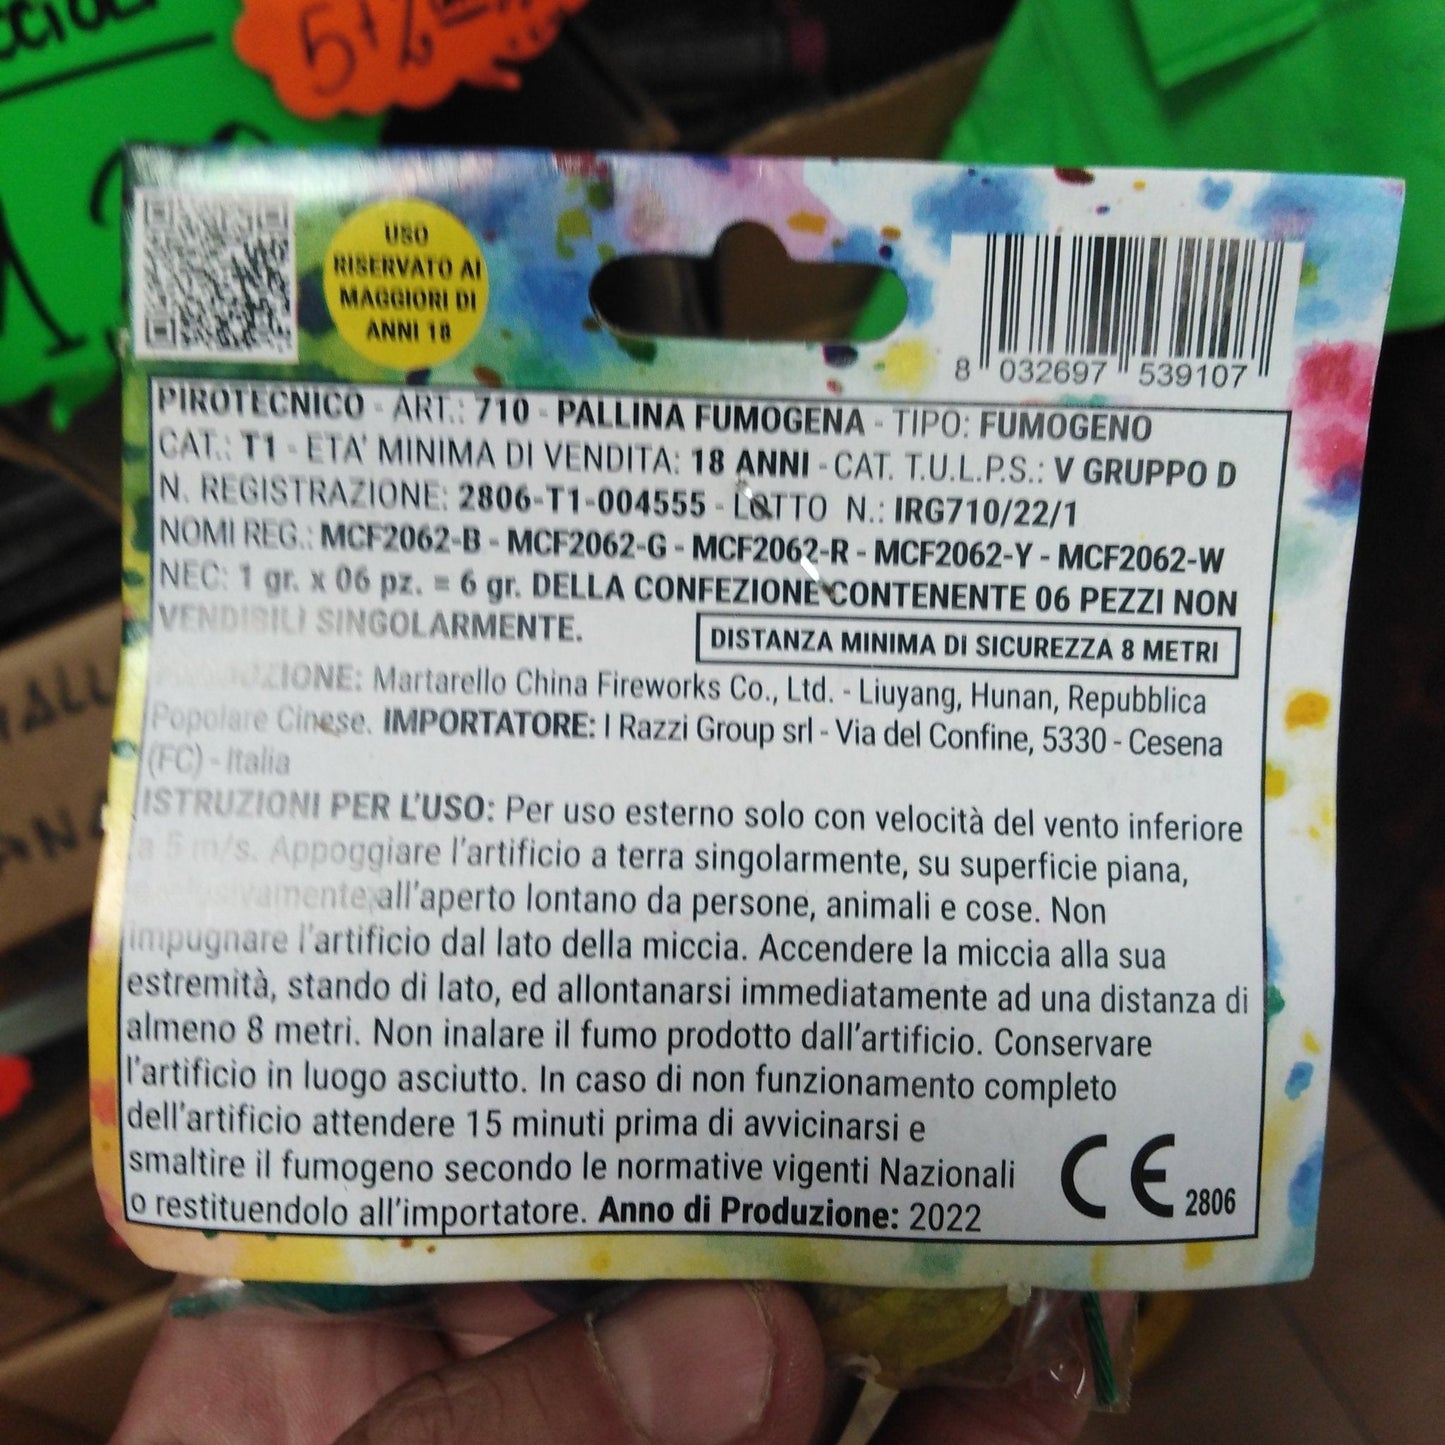 5+2
USO
RISERVATO AI
MAGGIORI DI
ANNI 18
8 032697 539107
PIROTECNICO - ART.: 710 - PALLINA FUMOGENA - TIPO: FUMOGENO
CAT.: T1 - ETA' MINIMA DI VENDITA: 18 ANNI - CAT. T.U.L.P.S.: V GRUPPO D
N. REGISTRAZIONE: 2806-T1-004555 - LOTTO N.: IRG710/22/1
NOMI REG.: MCF2062-B - MCF2062-G - MCF2062-R - MCF2062-Y - MCF2062-W
NEC: 1 gr. x 06 pz. = 6 gr. DELLA CONFEZIONE CONTENENTE 06 PEZZI NON
VENDIBILI SINGOLARMENTE.
DISTANZA MINIMA DI SICUREZZA 8 METRI
Martarello China Fireworks Co., Ltd. - Liuyang, Hunan, Repubblica
Popolare Cinese. IMPORTATORE: I Razzi Group srl - Via del Confine, 5330 - Cesena
(FC) - Italia
ISTRUZIONI PER L'USO: Per uso esterno solo con velocità del vento inferiore
a 5 m/s. Appoggiare l'artificio a terra singolarmente, su superficie piana,
esclusivamente all'aperto lontano da persone, animali e cose. Non
impugnare l'artificio dal lato della miccia. Accendere la miccia alla sua
estremità, stando di lato, ed allontanarsi immediatamente ad una distanza di
almeno 8 metri. Non inalare il fumo prodotto dall'artificio. Conservare
l'artificio in luogo asciutto. In caso di non funzionamento completo
dell'artificio attendere 15 minuti prima di avvicinarsi e
smaltire il fumogeno secondo le normative vigenti Nazionali
o restituendolo all'importatore. Anno di Produzione: 2022
CE 2806